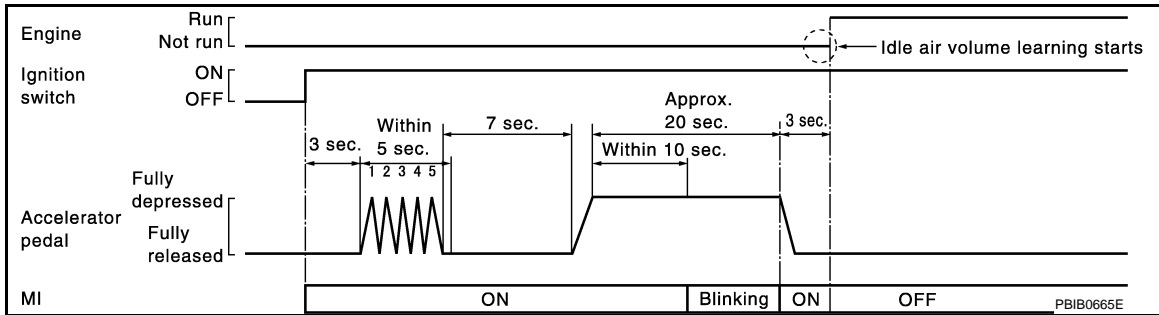 Engine
Run
Not run
Idle air volume learning starts
Ignition
switch
ON
OFF
3 sec.
Within
5 sec.
1 2 3 4 5
7 sec.
Approx.
20 sec.
Within 10 sec.
3 sec.
Accelerator
pedal
Fully
depressed
Fully
released
MI
ON
Blinking
ON
OFF
PBIB0665E